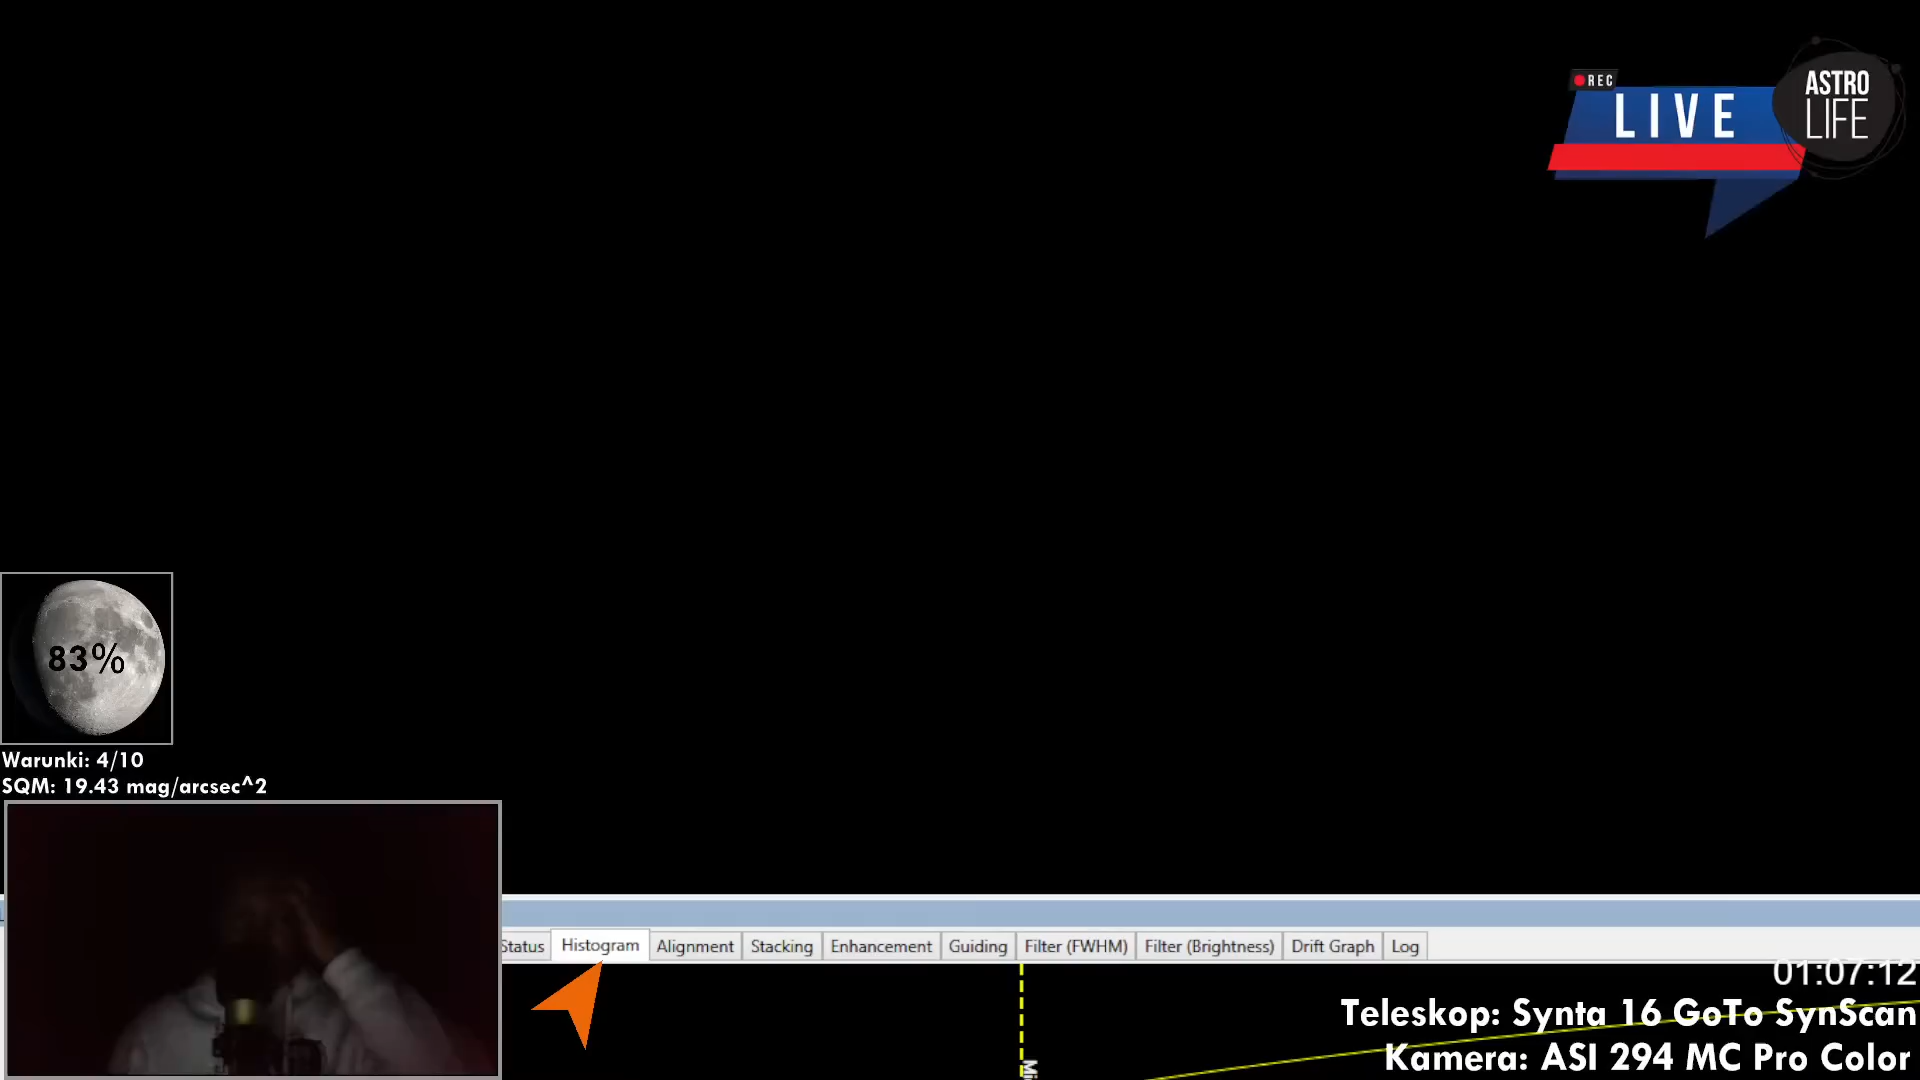 REC
LIVE
ASTRO
LIFE
83%
Warunki: 4/10
SQM: 19.43 mag/arcsec^2
Status Histogram Alignment Stacking Enhancement Guiding Filter (FWHM) Filter (Brightness) Drift Graph Log
01:07:12
Teleskop: Synta 16 GoTo SynScan
Kamera: ASI 294 MC Pro Color